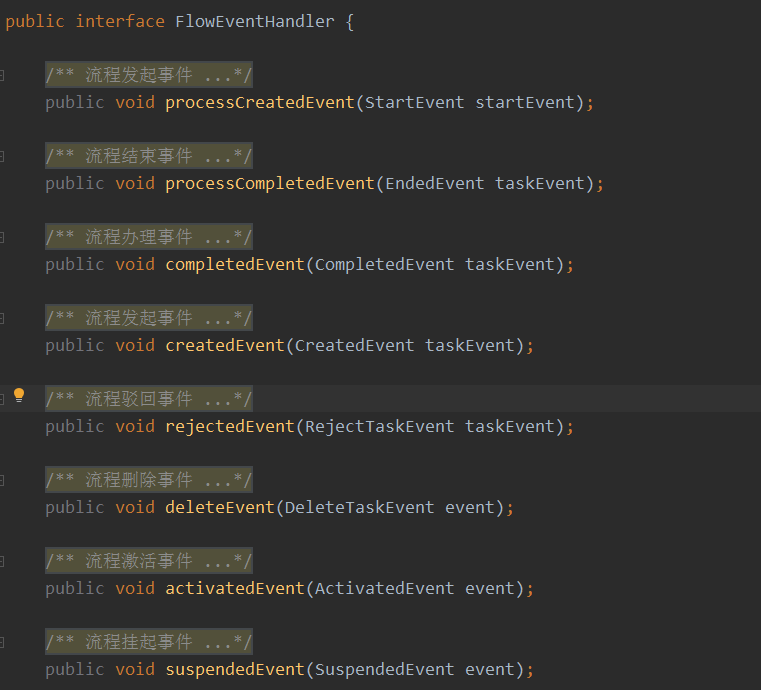 public interface FlowEventHandler {
/** 流程发起事件 ...*/
public void processCreatedEvent(StartEvent startEvent);
/** 流程结束事件 ...*/
public void processCompletedEvent(EndedEvent taskEvent);
/** 流程办理事件 ...*/
public void completedEvent(CompletedEvent taskEvent);
/** 流程发起事件 ...*/
public void createdEvent(CreatedEvent taskEvent);
/** 流程驳回事件 ...*/
public void rejectedEvent(RejectTaskEvent taskEvent);
/** 流程删除事件 ...*/
public void deleteEvent(DeleteTaskEvent event);
/** 流程激活事件 ...*/
public void activatedEvent(ActivatedEvent event);
/** 流程挂起事件 ...*/
public void suspendedEvent(SuspendedEvent event);